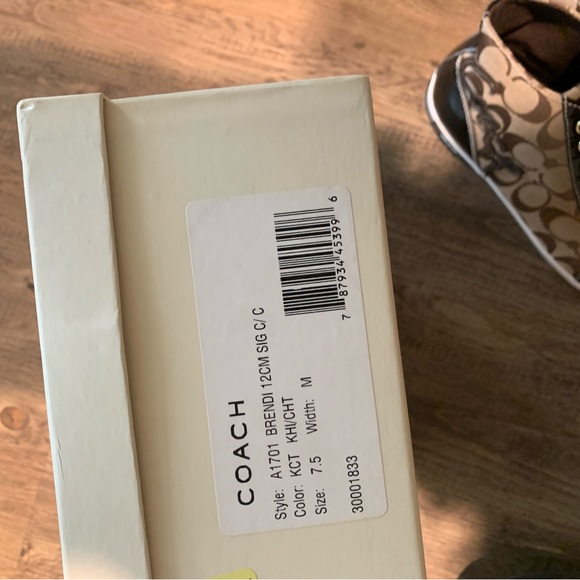 COACH
Style: A1701 BRENDI 12CM SIG C/ C
Color: KCT KHI/CHT
Size: 7.5 Width: M
30001833
7 87934 45399 6